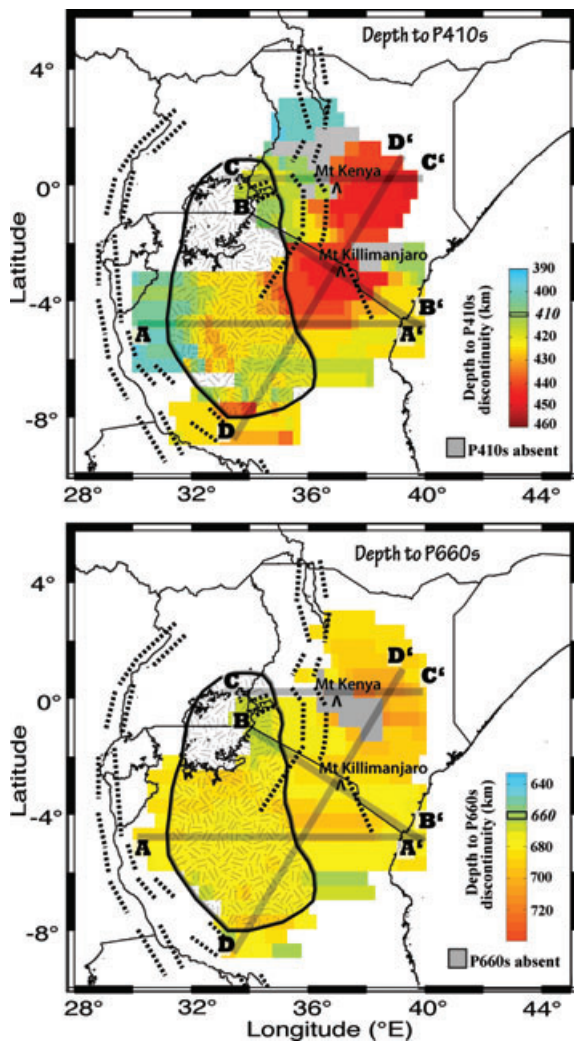 Depth to P410s
4°
0°
-4°
-8°
Latitude
D‘
C‘
C
Mt Kenya
^
B
Mt Killimanjaro
^
A
B‘
A‘
D
390
400
410
420
430
440
450
460
Depth to P410s
discontinuity (km)
P410s absent
28°
32°
36°
40°
44°
Depth to P660s
4°
0°
-4°
-8°
Latitude
D‘
C‘
C
Mt Kenya
^
B
Mt Killimanjaro
^
A
B‘
A‘
D
640
660
680
700
720
Depth to P660s
discontinuity (km)
P660s absent
28°
32°
36°
40°
44°
Longitude (°E)